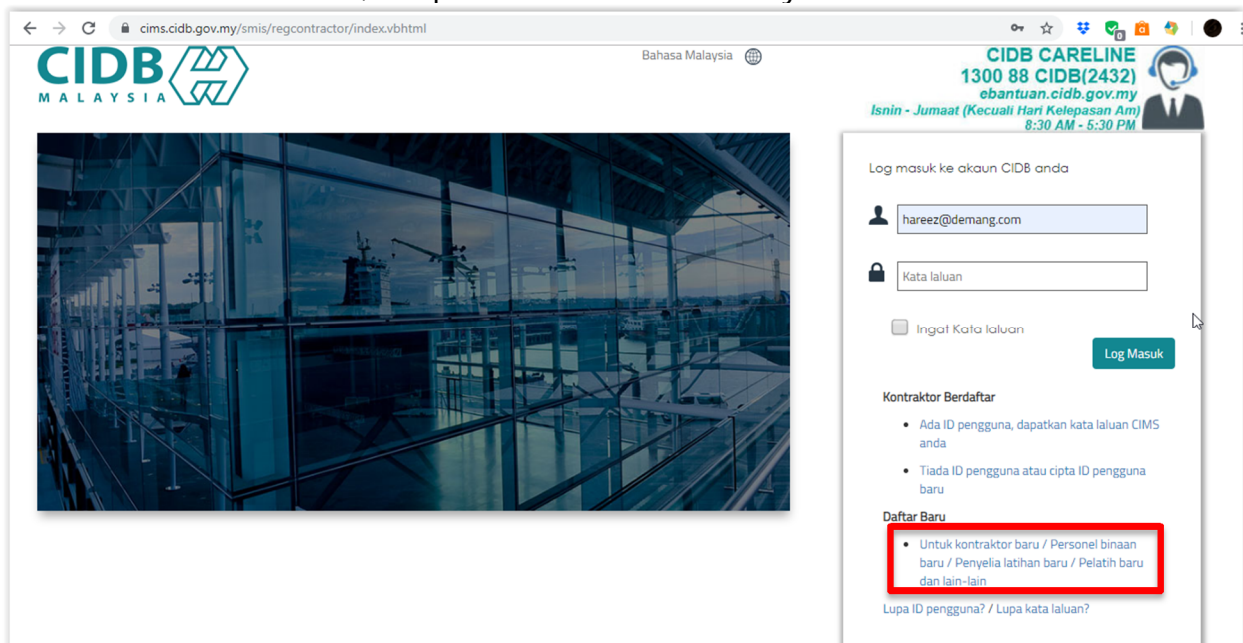 cims.cidb.gov.my/smis/regcontractor/index.vbhtml
0
a
CIDB
MALAYSIA
Bahasa Malaysia
CIDB CARELINE
1300 88 CIDB(2432)
ebantuan.cidb.gov.my
Isnin - Jumaat (Kecuali Hari Kelepasan Am)
8:30 AM - 5:30 PM
Log masuk ke akaun CIDB anda
hareez@demang.com
Kata laluan
Ingat Kata laluan
Log Masuk
Kontraktor Berdaftar
Ada ID pengguna, dapatkan kata laluan CIMS
anda
Tiada ID pengguna atau cipta ID pengguna
baru
Daftar Baru
Untuk kontraktor baru / Personel binaan
baru / Penyelia latihan baru / Pelatih baru
dan lain-lain
Lupa ID pengguna? / Lupa kata laluan?